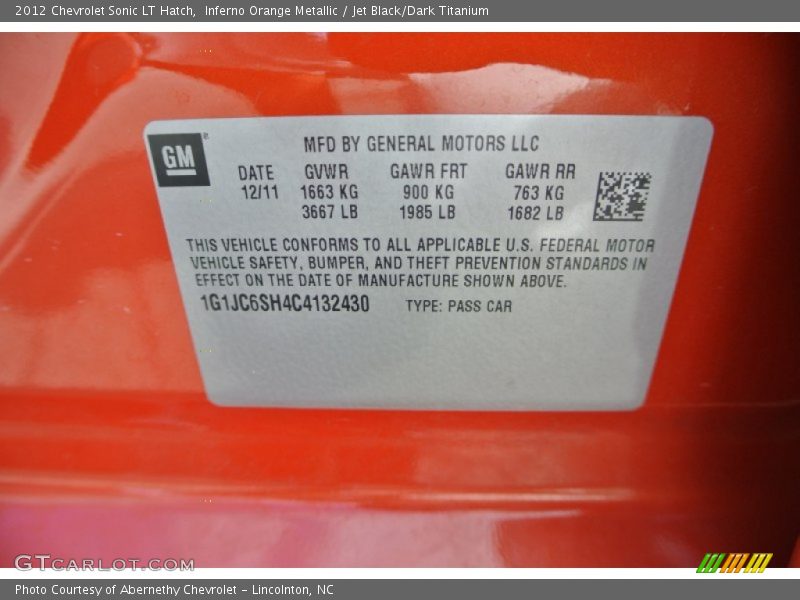 2012 Chevrolet Sonic LT Hatch, Inferno Orange Metallic / Jet Black/Dark Titanium
GM®
MFD BY GENERAL MOTORS LLC
DATE GVWR GAWR FRT GAWR RR
12/11 1663 KG 900 KG 763 KG
3667 LB 1985 LB 1682 LB
THIS VEHICLE CONFORMS TO ALL APPLICABLE U.S. FEDERAL MOTOR
VEHICLE SAFETY, BUMPER, AND THEFT PREVENTION STANDARDS IN
EFFECT ON THE DATE OF MANUFACTURE SHOWN ABOVE.
1G1JC6SH4C4132430 TYPE: PASS CAR
GTCARLOT.COM
Photo Courtesy of Abernethy Chevrolet – Lincolnton, NC